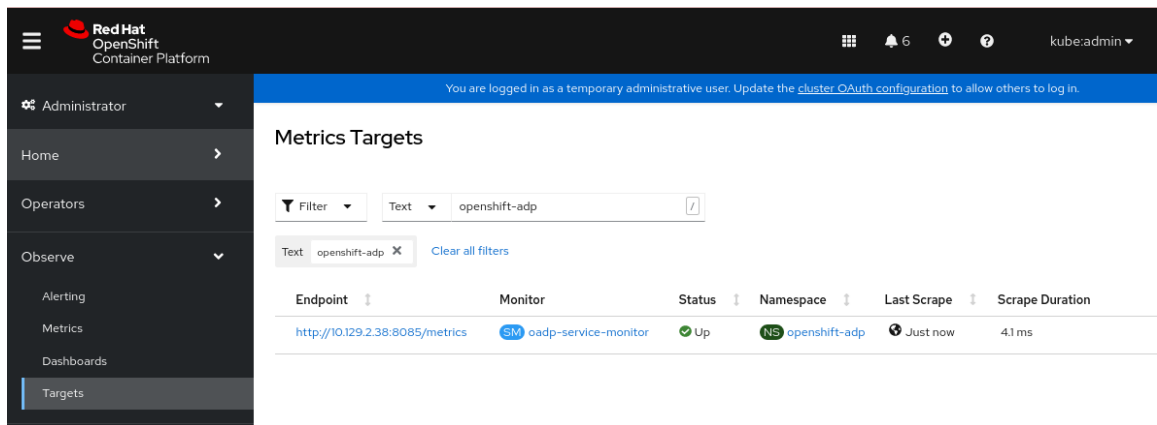 Red Hat
OpenShift
Container Platform
6
kube:admin
Administrator
You are logged in as a temporary administrative user. Update the cluster OAuth configuration to allow others to log in.
Home
Operators
Observe
Alerting
Metrics
Dashboards
Targets
Metrics Targets
Filter
Text
openshift-adp
/
Text openshift-adp
Clear all filters
Endpoint Monitor Status Namespace Last Scrape Scrape Duration
http://10.129.2.38:8085/metrics SM oadp-service-monitor Up NS openshift-adp Just now 4.1 ms